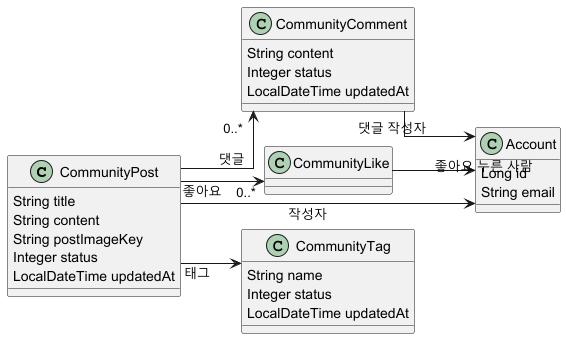 C CommunityComment
String content
Integer status
LocalDateTime updatedAt
0..*
댓글
댓글 작성자
C CommunityPost
String title
String content
String postImageKey
Integer status
LocalDateTime updatedAt
C CommunityLike
좋아요
0..*
좋아요 누른 사람
C Account
Long id
String email
작성자
태그
C CommunityTag
String name
Integer status
LocalDateTime updatedAt